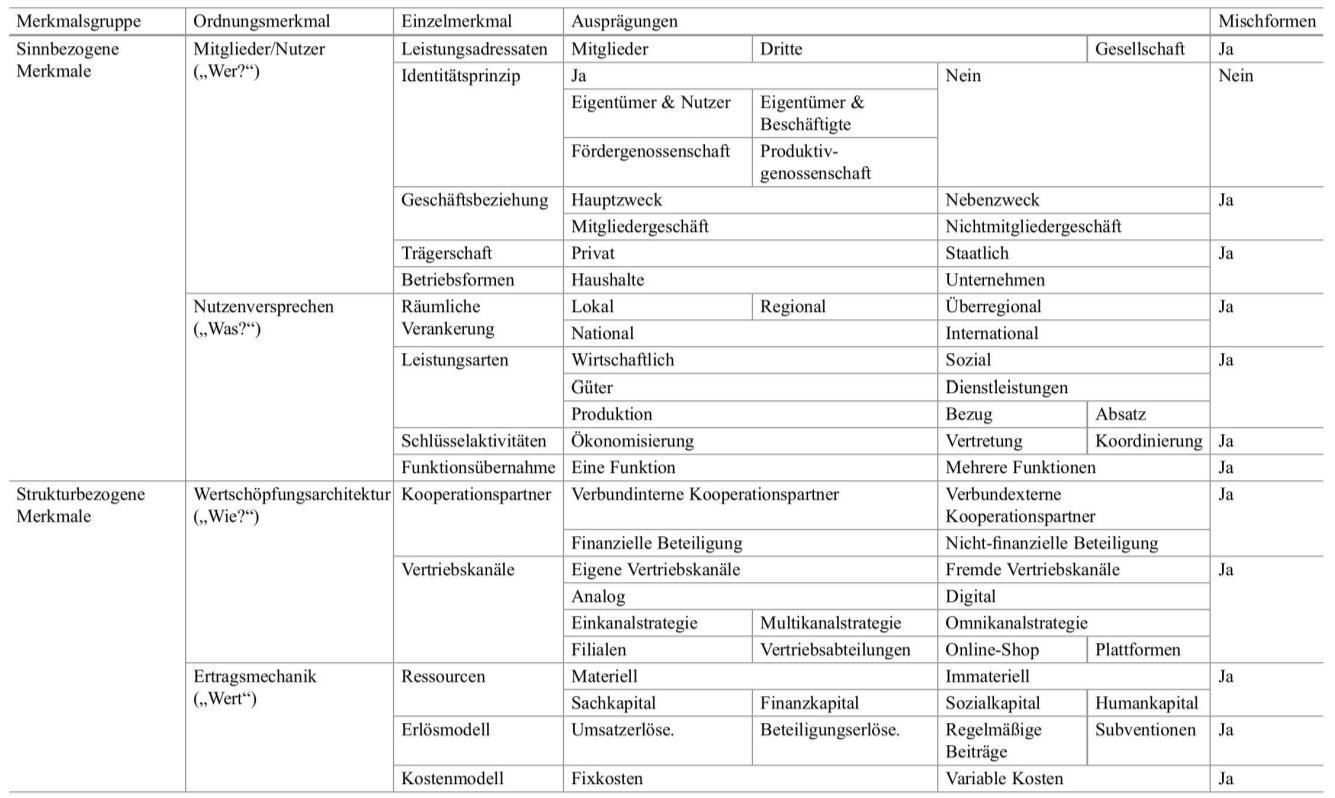 Merkmalsgruppe Ordnungsmerkmal Einzelmerkmal Ausprägungen Mischformen
Sinnbezogene Mitglieder/Nutzer Leistungsadressaten Mitglieder Dritte Gesellschaft Ja
Merkmale („Wer?“) Identitätsprinzip Ja Nein Nein
Eigentümer & Nutzer Eigentümer &
Beschäftigte
Fördergenossenschaft Produktiv-
genossenschaft
Geschäftsbeziehung Hauptzweck Nebenzweck Ja
Mitgliedergeschäft Nichtmitgliedergeschäft
Trägerschaft Privat Staatlich Ja
Betriebsformen Haushalte Unternehmen
Nutzenversprechen Räumliche Lokal Regional Überregional Ja
(„Was?“) Verankerung National International
Leistungsarten Wirtschaftlich Sozial Ja
Güter Dienstleistungen
Produktion Bezug Absatz
Schlüsselaktivitäten Ökonomisierung Vertretung Koordinierung Ja
Funktionsübernahme Eine Funktion Mehrere Funktionen Ja
Strukturbezogene Wertschöpfungsarchitektur Kooperationspartner Verbundinterne Kooperationspartner Verbundexterne Ja
Merkmale („Wie?“) Kooperationspartner
Finanzielle Beteiligung Nicht-finanzielle Beteiligung
Vertriebskanäle Eigene Vertriebskanäle Fremde Vertriebskanäle Ja
Analog Digital
Einkanalstrategie Multikanalstrategie Omnikanalstrategie
Filialen Vertriebsabteilungen Online-Shop Plattformen
Ertragsmechanik Ressourcen Materiell Immateriell Ja
(„Wert“) Sachkapital Finanzkapital Sozialkapital Humankapital
Erlösmodell Umsatzerlöse. Beteiligungserlöse. Regelmäßige Subventionen Ja
Beiträge
Kostenmodell Fixkosten Variable Kosten Ja